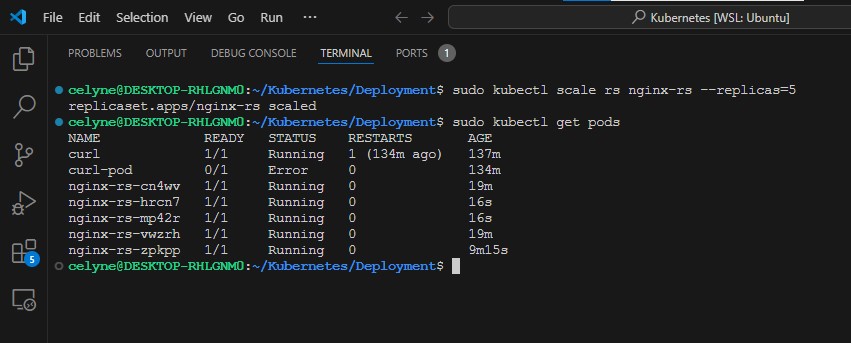 File Edit Selection View Go Run ... Kubernetes [WSL: Ubuntu]
PROBLEMS OUTPUT DEBUG CONSOLE TERMINAL PORTS 1
celyne@DESKTOP-RHLGNM0:~/Kubernetes/Deployment$ sudo kubectl scale rs nginx-rs --replicas=5
replicaset.apps/nginx-rs scaled
celyne@DESKTOP-RHLGNM0:~/Kubernetes/Deployment$ sudo kubectl get pods
NAME READY STATUS RESTARTS AGE
curl 1/1 Running 1 (134m ago) 137m
curl-pod 0/1 Error 0 134m
nginx-rs-cn4wv 1/1 Running 0 19m
nginx-rs-hrcn7 1/1 Running 0 16s
nginx-rs-mp42r 1/1 Running 0 16s
nginx-rs-vwzrh 1/1 Running 0 19m
nginx-rs-zpkpp 1/1 Running 0 9m15s
celyne@DESKTOP-RHLGNM0:~/Kubernetes/Deployment$
5